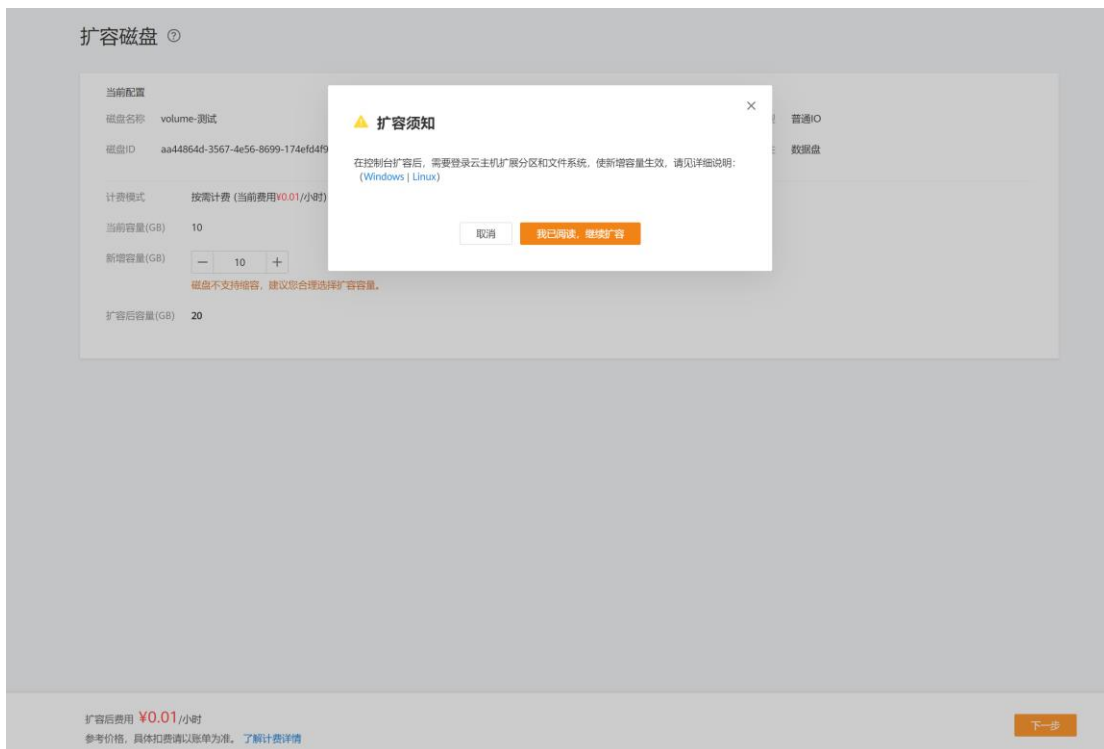 扩容磁盘
当前配置
磁盘名称 volume-测试 普通IO
磁盘ID aa44864d-3567-4e56-8699-174efd4f9 数据盘
扩容须知
在控制台扩容后，需要登录云主机扩展分区和文件系统，使新增容量生效，请见详细说明：
（Windows | Linux）
取消 我已阅读，继续扩容
计费模式 按需计费 (当前费用¥0.01/小时)
当前容量(GB) 10
新增容量(GB) — 10 +
磁盘不支持缩容，建议您合理选择扩容容量。
扩容后容量(GB) 20
扩容后费用 ¥0.01/小时
参考价格，具体扣费请以账单为准。 了解计费详情
下一步